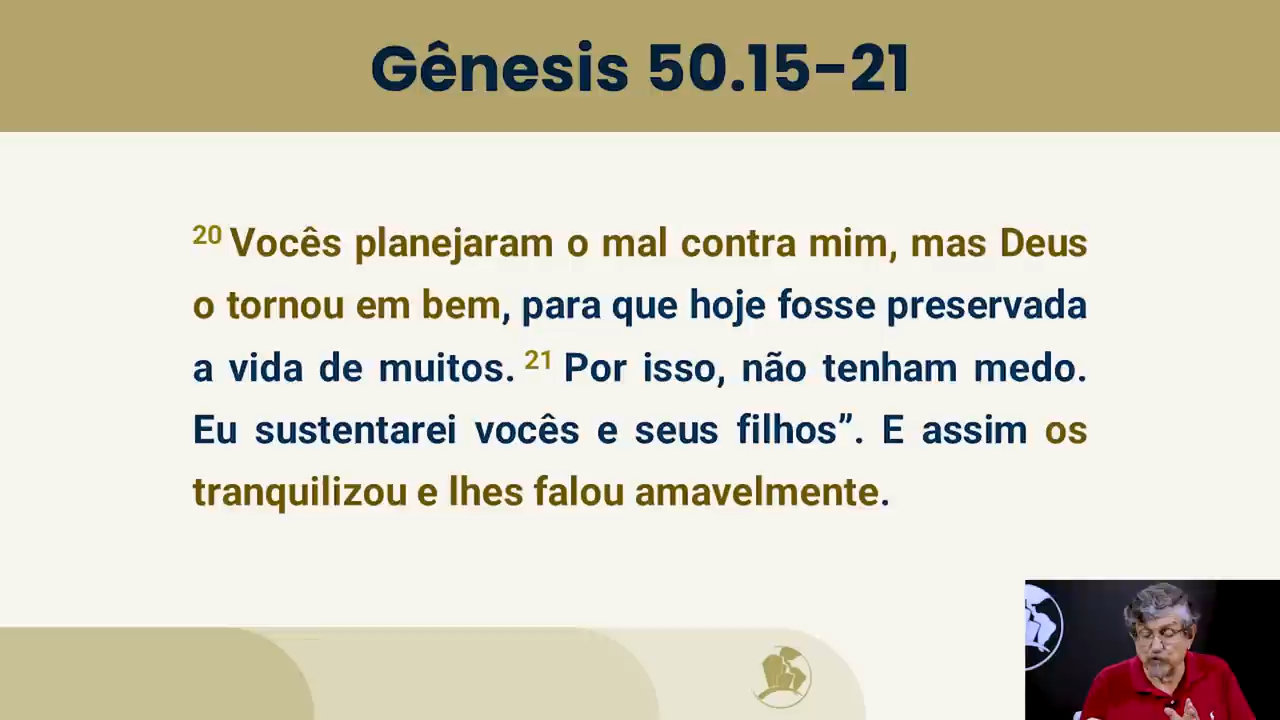 Gênesis 50.15-21
20 Vocês planejaram o mal contra mim, mas Deus
o tornou em bem, para que hoje fosse preservada
a vida de muitos. 21 Por isso, não tenham medo.
Eu sustentarei vocês e seus filhos”. E assim os
tranquilizou e lhes falou amavelmente.